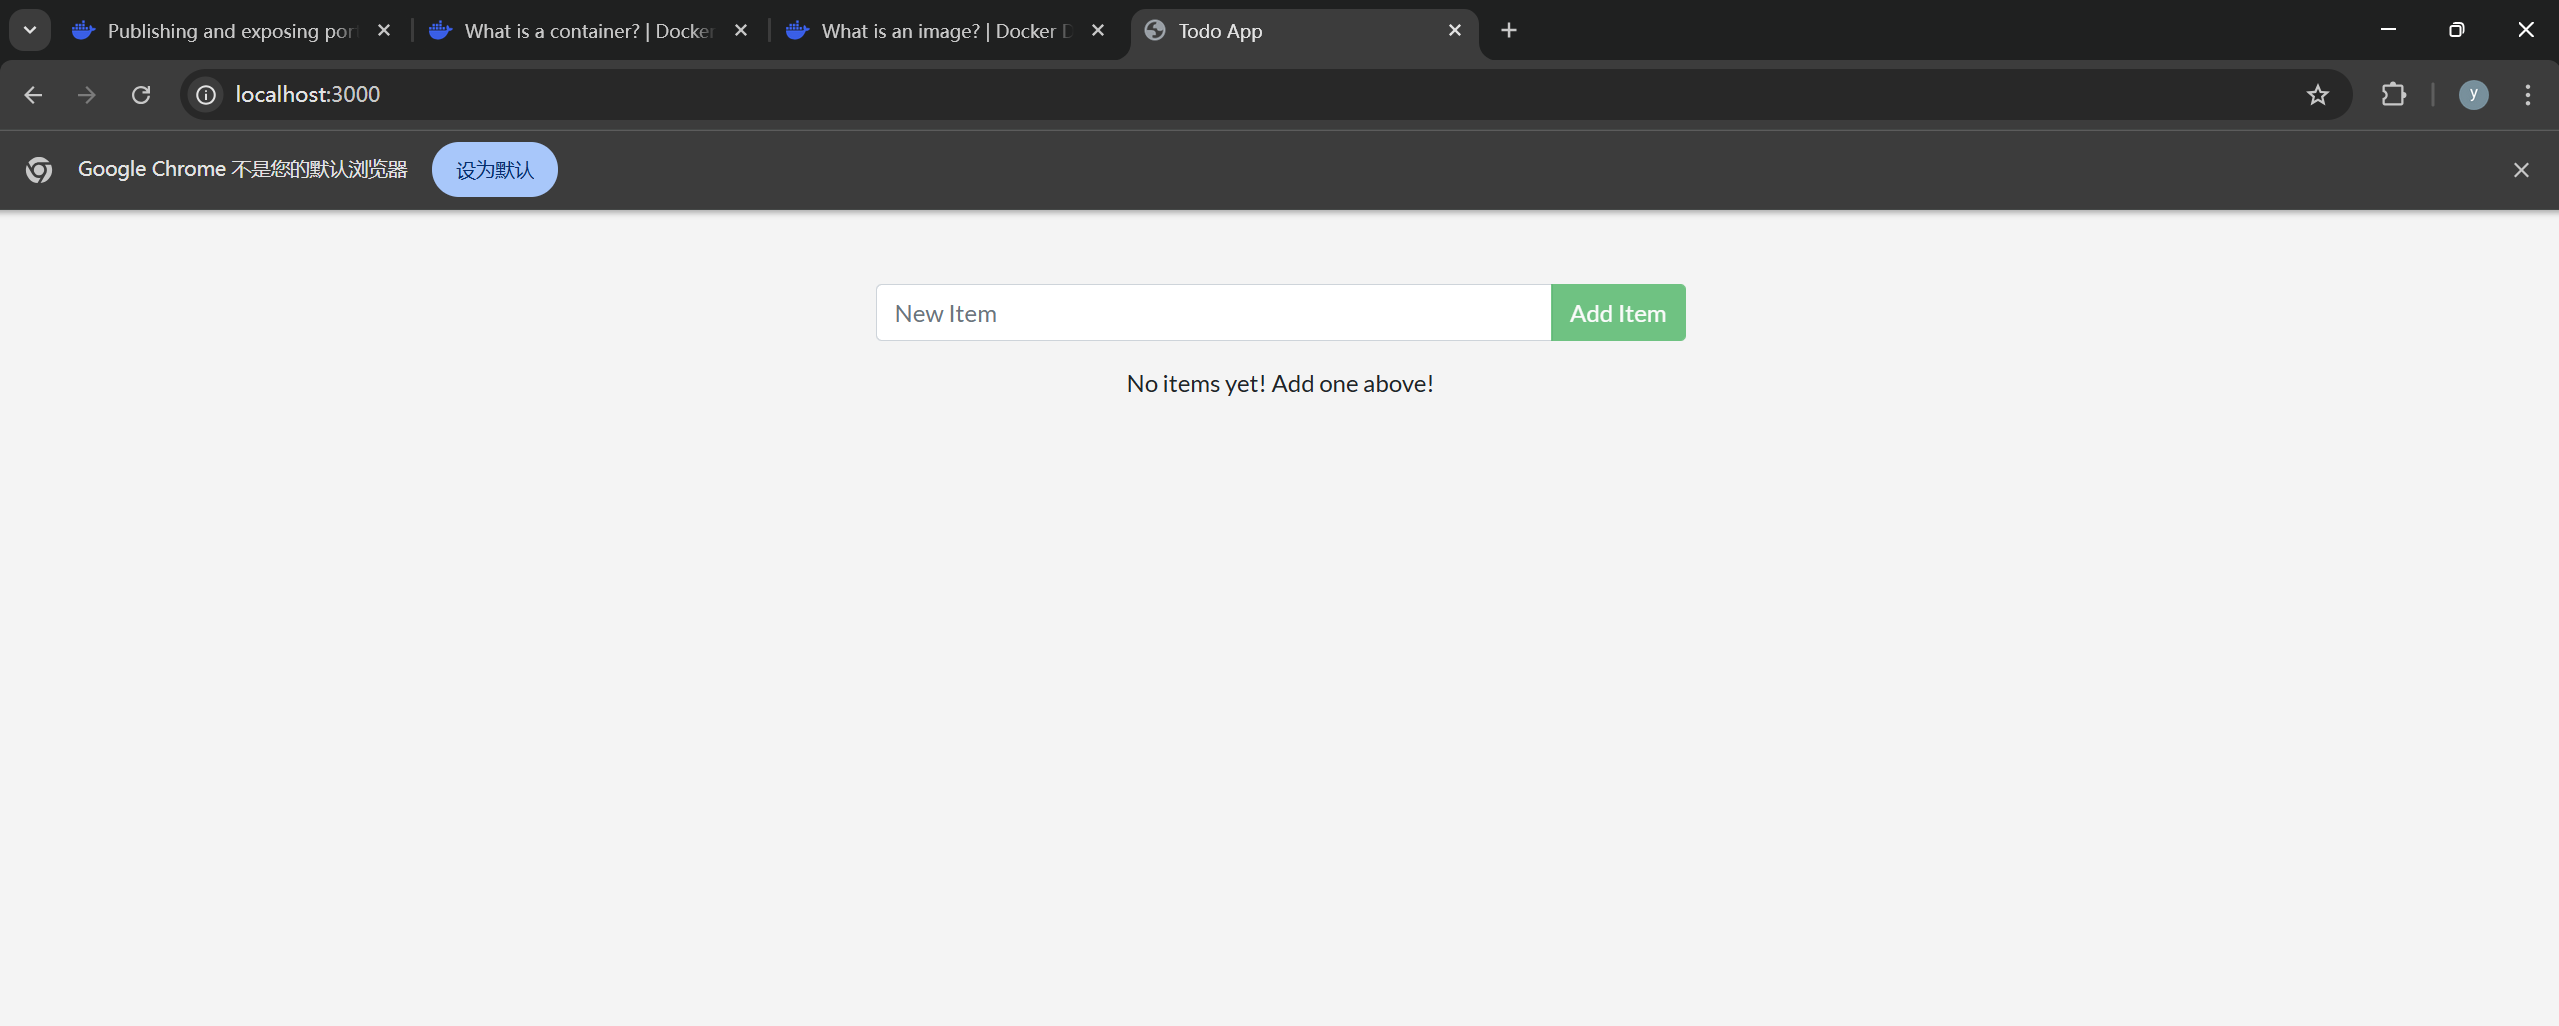 Publishing and exposing por
What is a container? | Docker
What is an image? | Docker D
Todo App
localhost:3000
y
Google Chrome 不是您的默认浏览器
设为默认
New Item
Add Item
No items yet! Add one above!